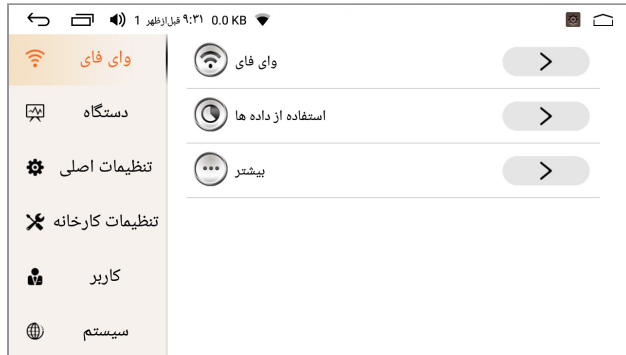 1 ۹:۳۱ قبل‌ازظهر 0.0 KB
وای فای
دستگاه
تنظیمات اصلی
تنظیمات کارخانه
کاربر
سیستم
وای فای
استفاده از داده ها
بیشتر